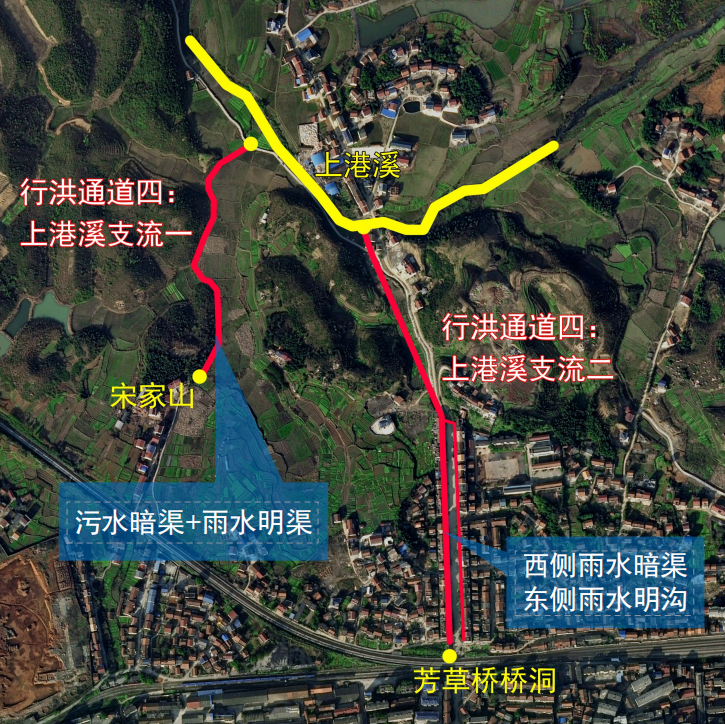 上港溪
行洪通道四：
上港溪支流一
行洪通道四：
上港溪支流二
宋家山
污水暗渠+雨水明渠
西侧雨水暗渠
东侧雨水明沟
芳草桥桥洞